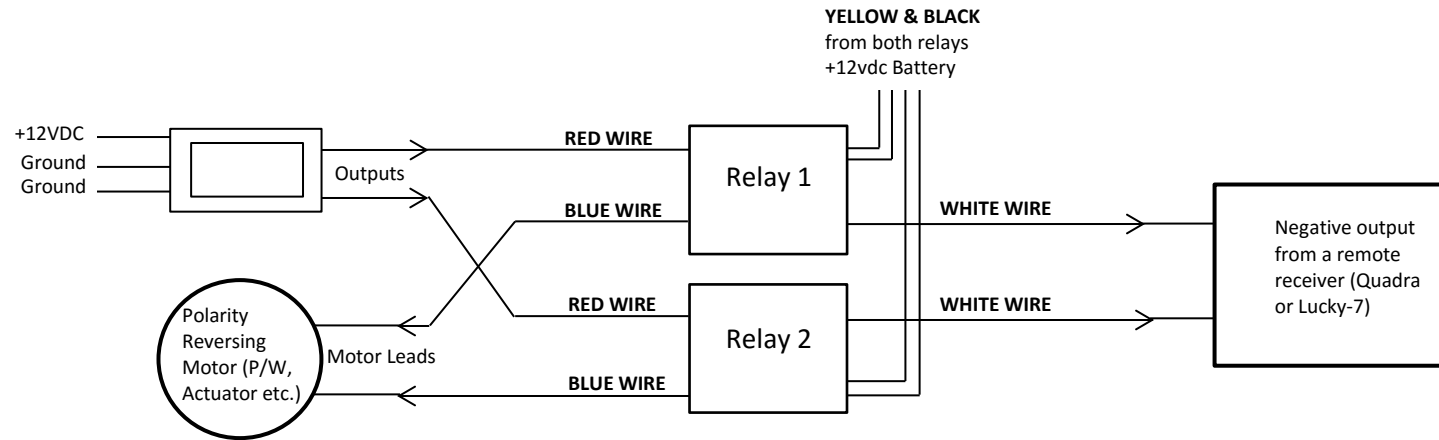 YELLOW & BLACK
from both relays
+12vdc Battery
+12VDC
Ground
Ground
Outputs
RED WIRE
BLUE WIRE
Relay 1
WHITE WIRE
Negative output
from a remote
receiver (Quadra
or Lucky-7)
Polarity
Reversing
Motor (P/W,
Actuator etc.)
Motor Leads
RED WIRE
BLUE WIRE
Relay 2
WHITE WIRE